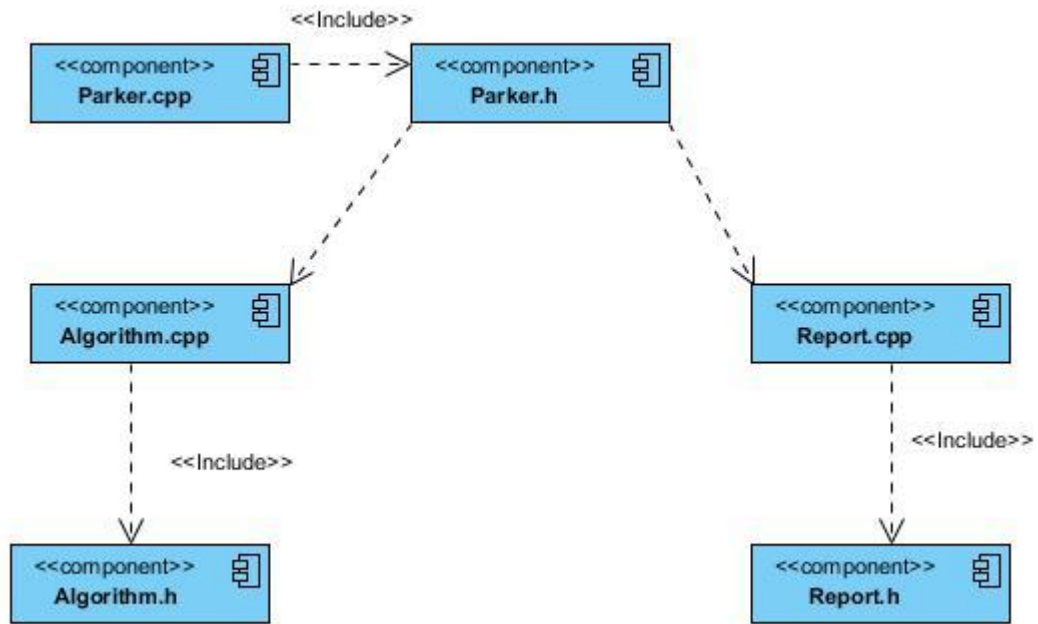 <<Include>>
<<component>>
Parker.cpp
<<component>>
Parker.h
<<component>>
Algorithm.cpp
<<component>>
Report.cpp
<<Include>>
<<Include>>
<<component>>
Algorithm.h
<<component>>
Report.h